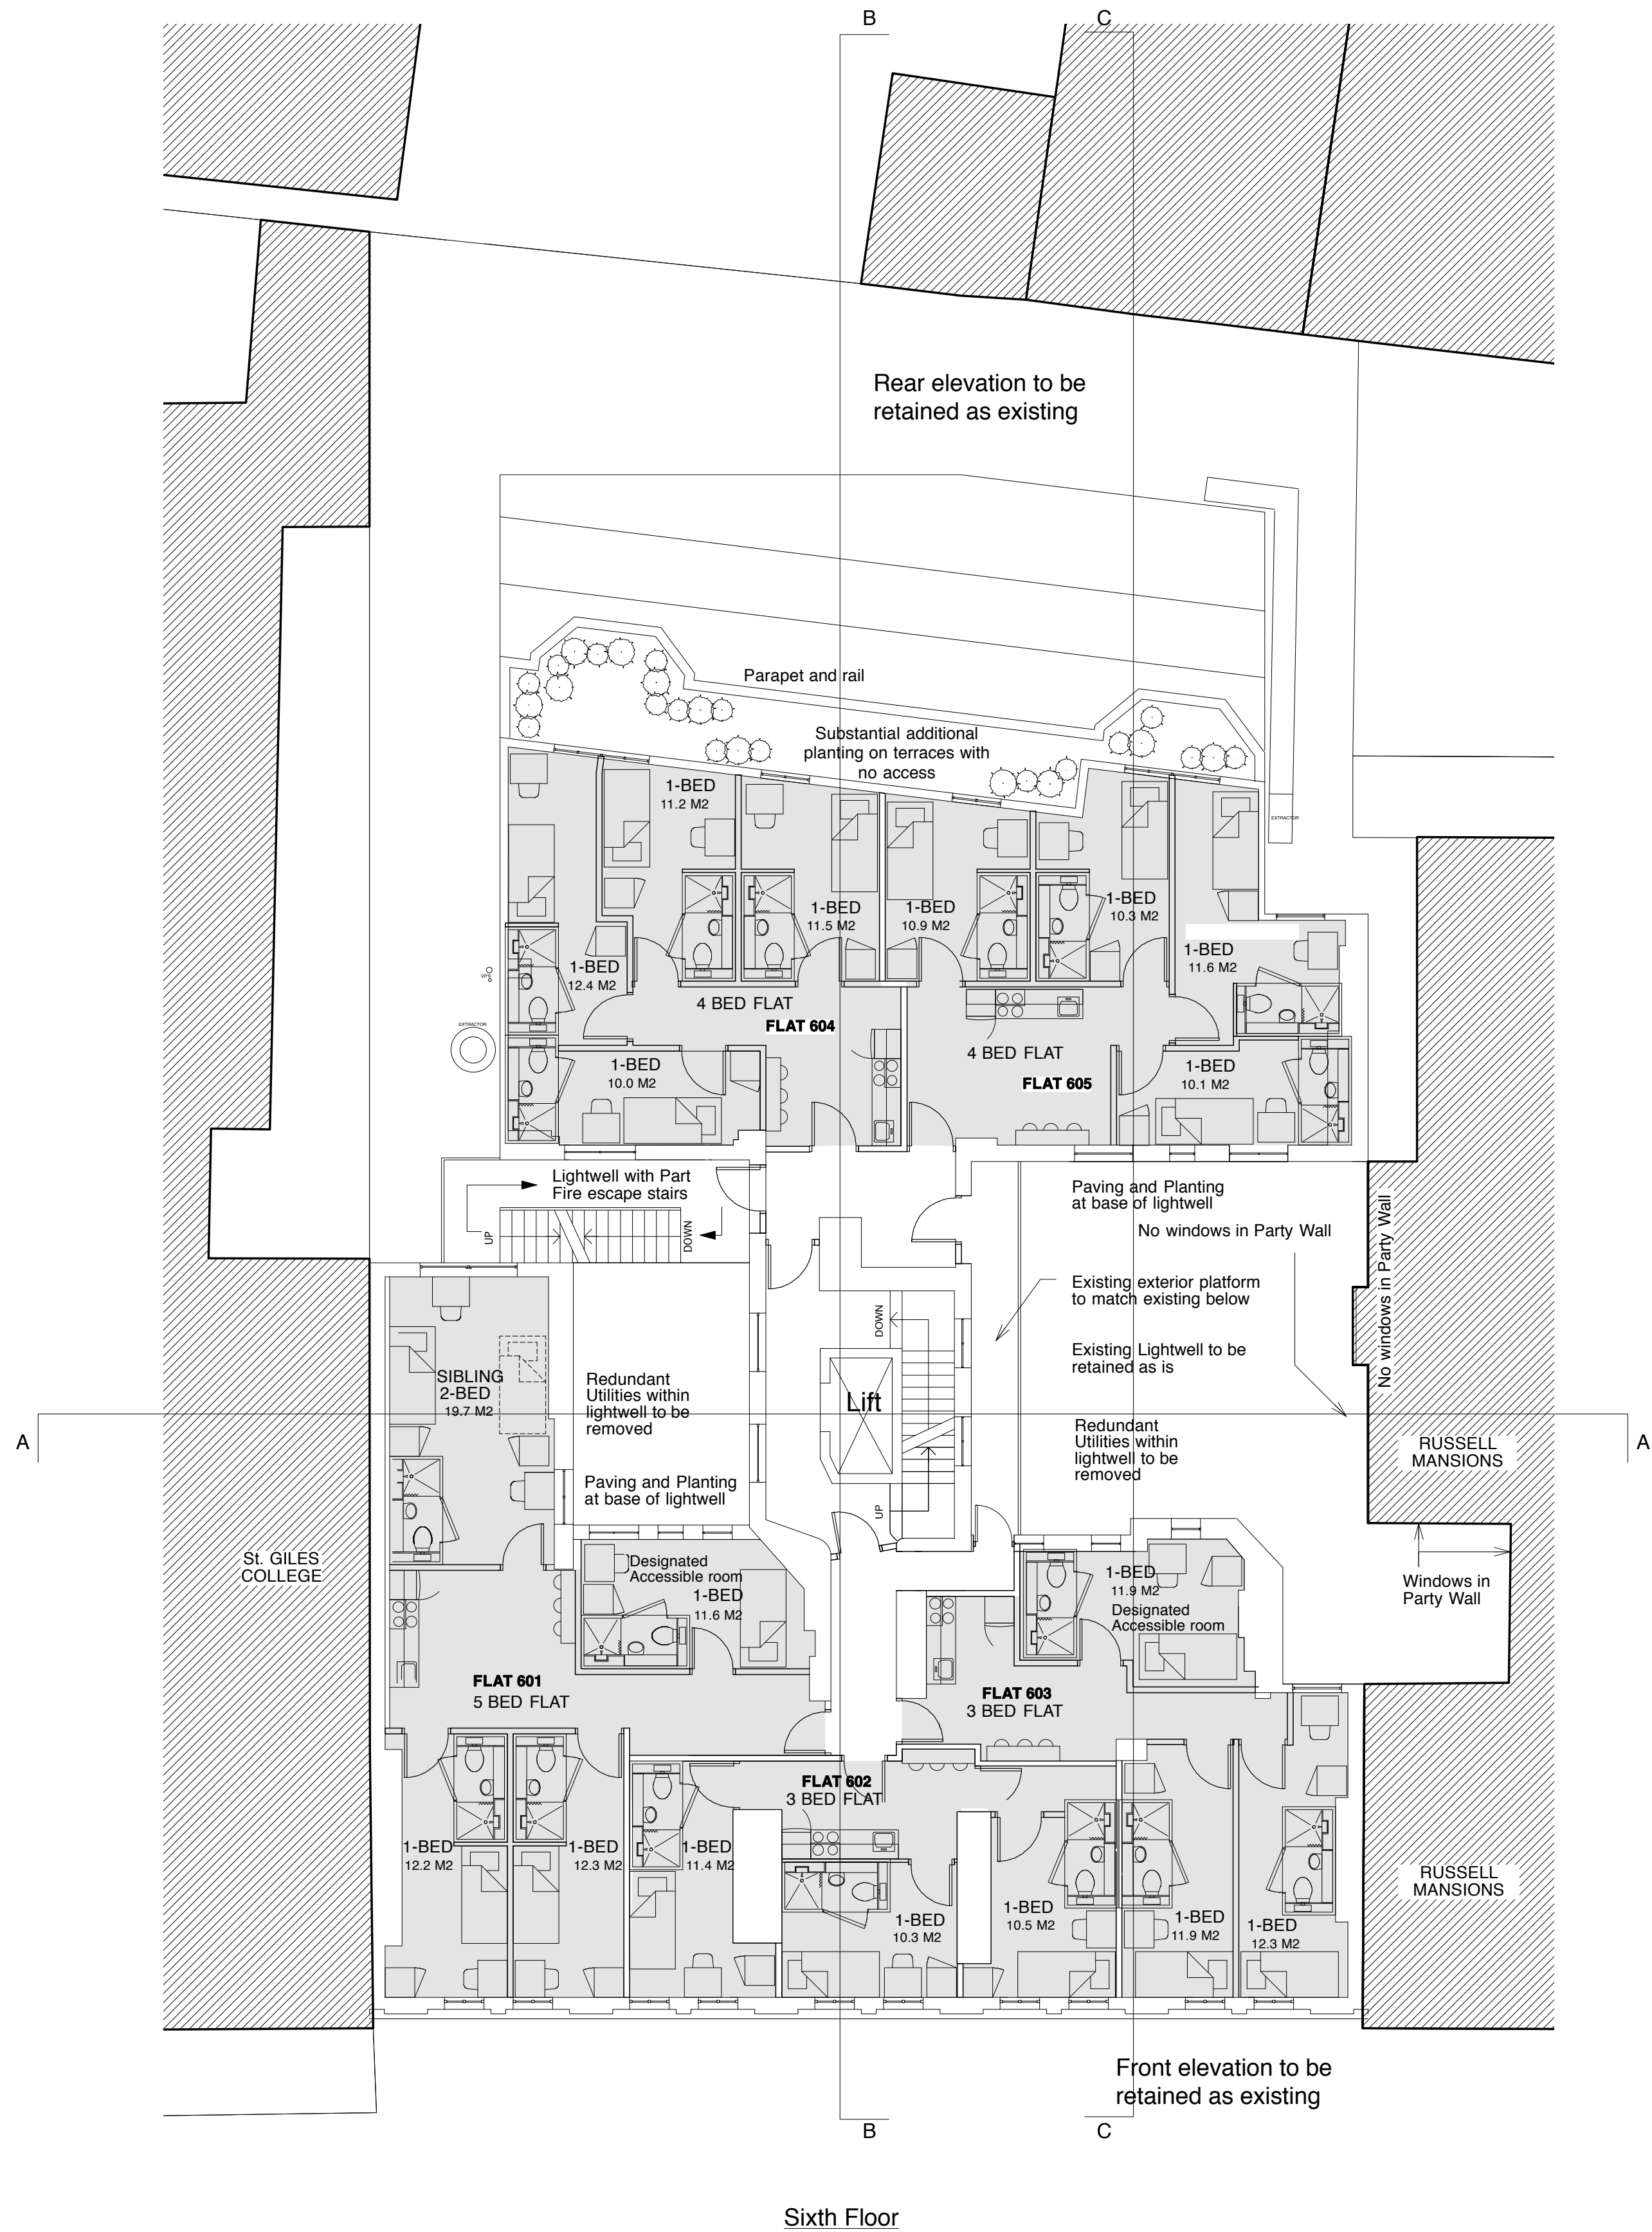 B
C
Rear elevation to be
retained as existing
Parapet and rail
Substantial additional
planting on terraces with
no access
1-BED
11.2 M2
EXTRACTOR
1-BED
11.5 M2
1-BED
10.9 M2
1-BED
10.3 M2
1-BED
12.4 M2
1-BED
11.6 M2
4 BED FLAT
FLAT 604
EXTRACTOR
4 BED FLAT
FLAT 605
1-BED
10.0 M2
1-BED
10.1 M2
Lightwell with Part
Fire escape stairs
UP
DOWN
Paving and Planting
at base of lightwell
No windows in Party Wall
No windows in Party Wall
Existing exterior platform
to match existing below
DOWN
Existing Lightwell to be
retained as is
SIBLING
2-BED
19.7 M2
Redundant
Utilities within
lightwell to be
removed
Lift
A
A
Redundant
Utilities within
lightwell to be
removed
RUSSELL
MANSIONS
Paving and Planting
at base of lightwell
UP
St. GILES
COLLEGE
Designated
Accessible room
1-BED
11.6 M2
1-BED
11.9 M2
Designated
Accessible room
Windows in
Party Wall
FLAT 601
5 BED FLAT
FLAT 603
3 BED FLAT
FLAT 602
3 BED FLAT
1-BED
12.2 M2
1-BED
12.3 M2
1-BED
11.4 M2
1-BED
10.3 M2
1-BED
10.5 M2
1-BED
11.9 M2
1-BED
12.3 M2
RUSSELL
MANSIONS
Front elevation to be
retained as existing
B
C
Sixth Floor